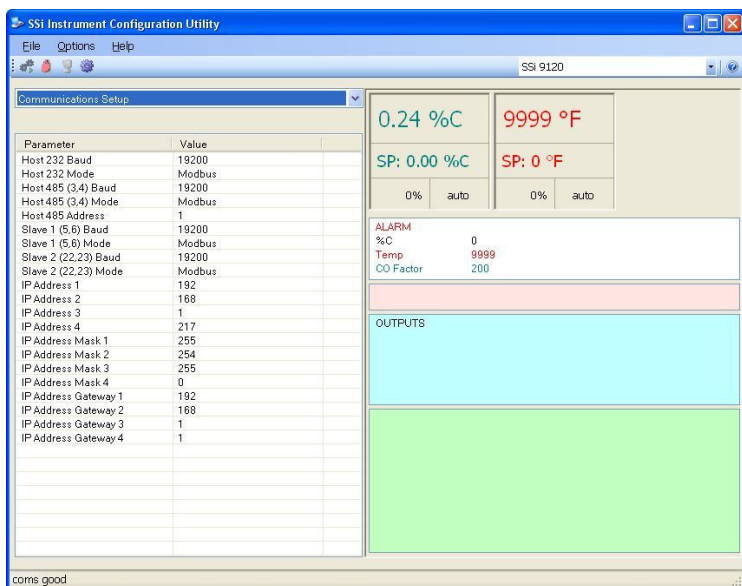 SSi Instrument Configuration Utility
File Options Help
SSi 9120
Communications Setup
Parameter Value
Host 232 Baud 19200
Host 232 Mode Modbus
Host 485 (3,4) Baud 19200
Host 485 (3,4) Mode Modbus
Host 485 Address 1
Slave 1 (5,6) Baud 19200
Slave 1 (5,6) Mode Modbus
Slave 2 (22,23) Baud 19200
Slave 2 (22,23) Mode Modbus
IP Address 1 192
IP Address 2 168
IP Address 3 1
IP Address 4 217
IP Address Mask 1 255
IP Address Mask 2 254
IP Address Mask 3 255
IP Address Mask 4 0
IP Address Gateway 1 192
IP Address Gateway 2 168
IP Address Gateway 3 1
IP Address Gateway 4 1
0.24 %C
SP: 0.00 %C
0% auto
9999 °F
SP: 0 °F
0% auto
ALARM
%C 0
Temp 9999
CO Factor 200
OUTPUTS
coms good